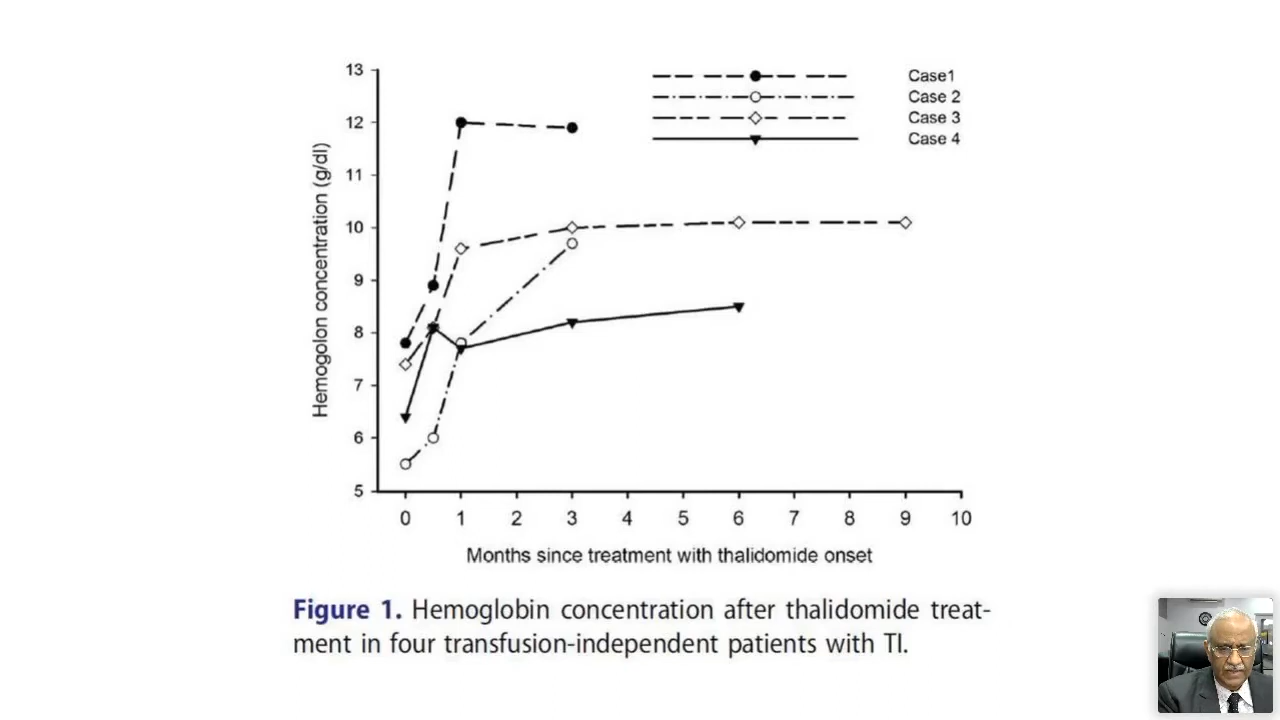 13
12
11
10
9
8
7
6
5
Hemogolon concentration (g/dl)
Case1
Case 2
Case 3
Case 4
0 1 2 3 4 5 6 7 8 9 10
Months since treatment with thalidomide onset
Figure 1. Hemoglobin concentration after thalidomide treat-
ment in four transfusion-independent patients with TI.